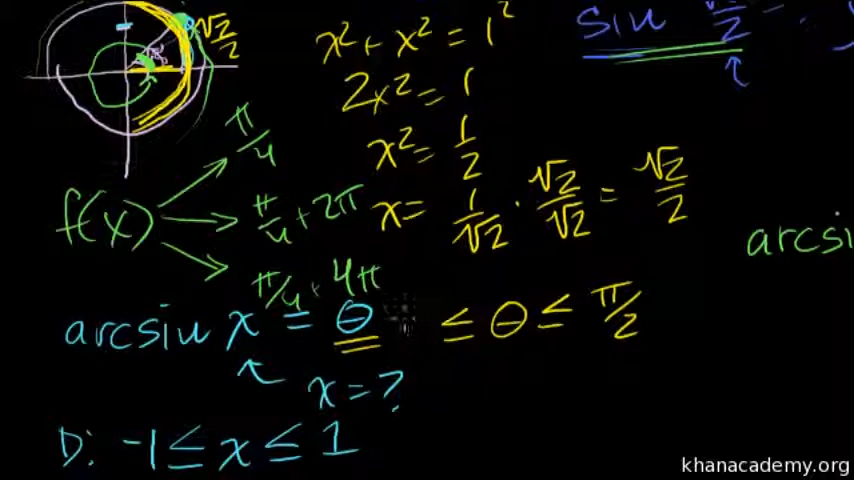 √2/2
x² + x² = 1²
sin √2/2 =
2x² = 1
π/4
x² = 1/2
f(x)
π/4 + 2π
x = 1/√2 · √2/√2 = √2/2
arcsi
π/4 + 4π
arcsin x = θ ≤ θ ≤ π/2
x = ?
D: -1 ≤ x ≤ 1
khanacademy.org